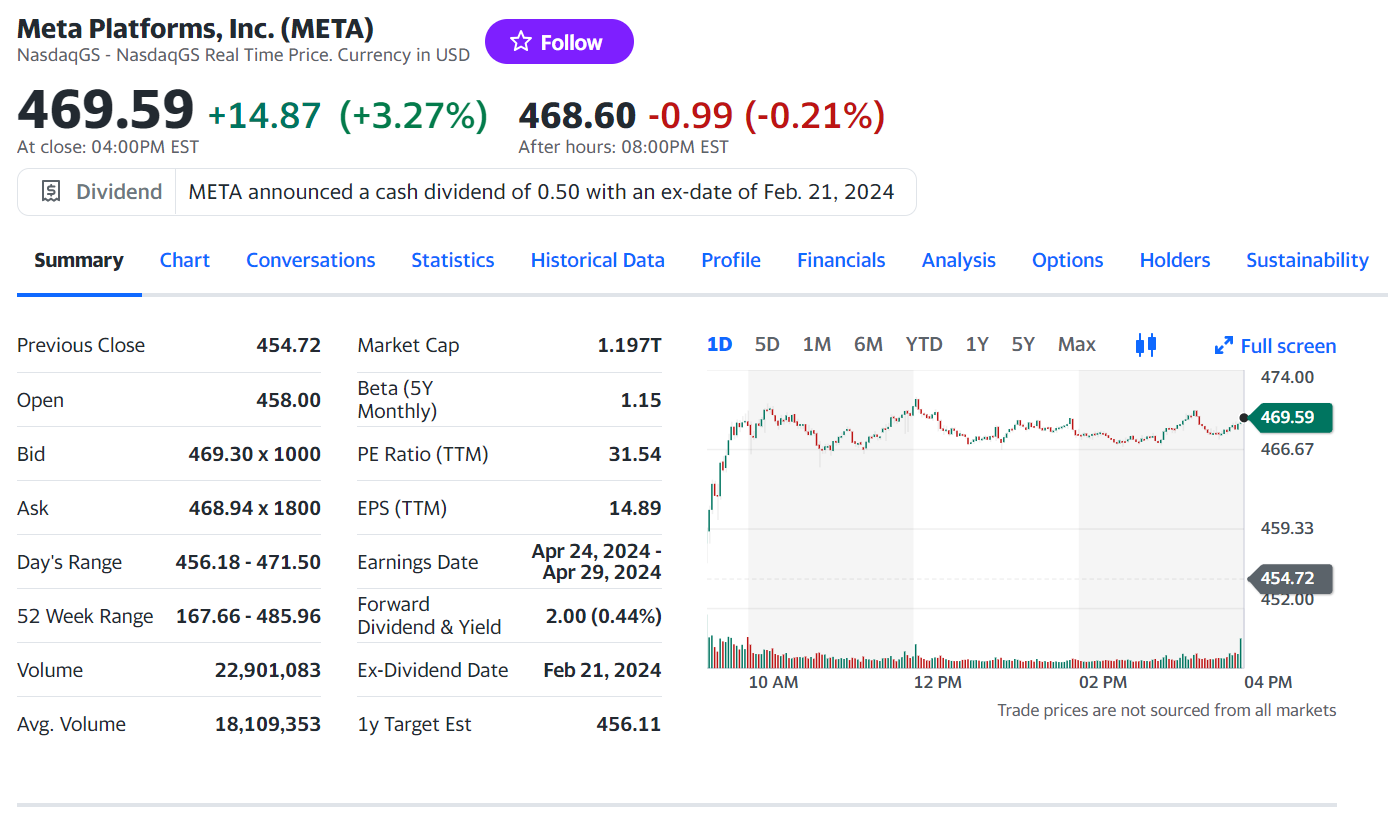 Meta Platforms, Inc. (META)
NasdaqGS - NasdaqGS Real Time Price. Currency in USD
Follow
469.59 +14.87 (+3.27%)
At close: 04:00PM EST
468.60 -0.99 (-0.21%)
After hours: 08:00PM EST
Dividend META announced a cash dividend of 0.50 with an ex-date of Feb. 21, 2024
Summary Chart Conversations Statistics Historical Data Profile Financials Analysis Options Holders Sustainability
Previous Close 454.72
Open 458.00
Bid 469.30 x 1000
Ask 468.94 x 1800
Day's Range 456.18 - 471.50
52 Week Range 167.66 - 485.96
Volume 22,901,083
Avg. Volume 18,109,353
Market Cap 1.197T
Beta (5Y
Monthly) 1.15
PE Ratio (TTM) 31.54
EPS (TTM) 14.89
Earnings Date Apr 24, 2024 -
Apr 29, 2024
Forward
Dividend & Yield 2.00 (0.44%)
Ex-Dividend Date Feb 21, 2024
1y Target Est 456.11
1D 5D 1M 6M YTD 1Y 5Y Max Full screen
474.00
469.59
466.67
459.33
454.72
452.00
10 AM 12 PM 02 PM 04 PM
Trade prices are not sourced from all markets